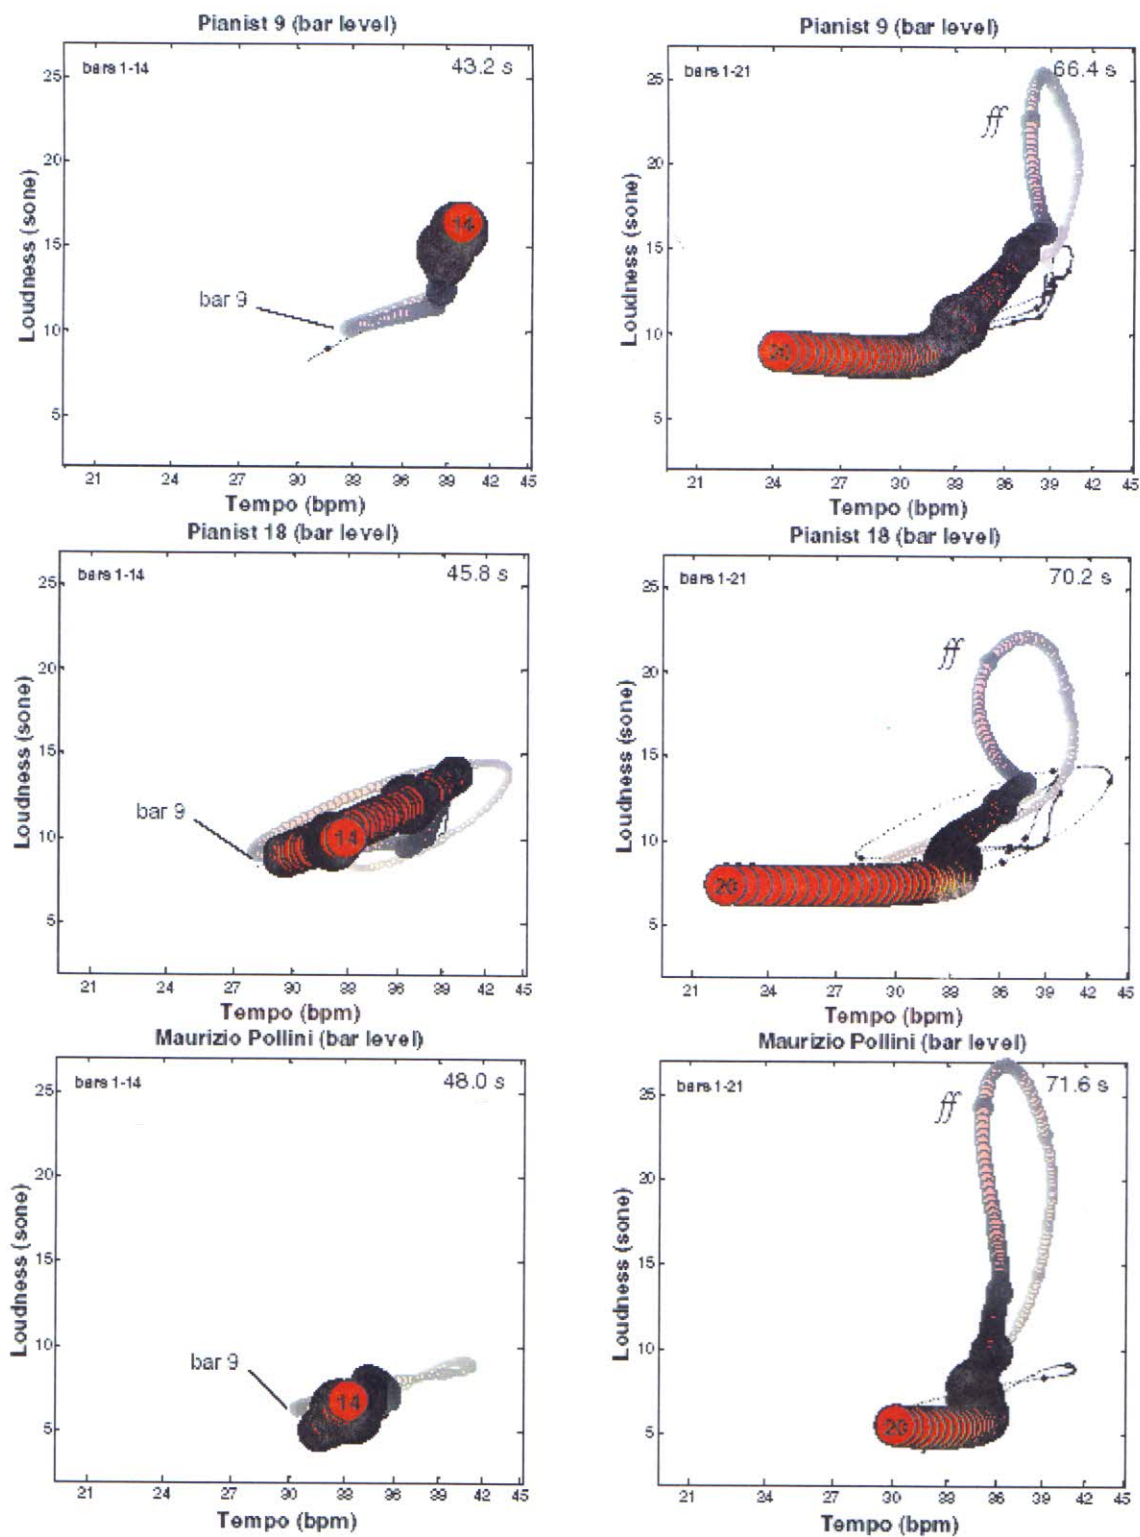 Pianist 9 (bar level)
bars 1-14
43.2 s
Loudness (sone)
25
20
15
10
5
bar 9
14
21 24 27 30 38 36 39 42 45
Tempo (bpm)
Pianist 9 (bar level)
bars 1-21
66.4 s
ff
Loudness (sone)
25
20
15
10
5
21 24 27 30 38 36 39 42 45
Tempo (bpm)
Pianist 18 (bar level)
bars 1-14
45.8 s
Loudness (sone)
25
20
15
10
5
bar 9
14
21 24 27 30 38 36 39 42 45
Tempo (bpm)
Pianist 18 (bar level)
bars 1-21
70.2 s
ff
Loudness (sone)
25
20
15
10
5
20
21 24 27 30 38 36 39 42 45
Tempo (bpm)
Maurizio Pollini (bar level)
bars 1-14
48.0 s
Loudness (sone)
25
20
15
10
5
bar 9
14
21 24 27 30 38 36 39 42 45
Tempo (bpm)
Maurizio Pollini (bar level)
bars 1-21
71.6 s
ff
Loudness (sone)
25
20
15
10
5
20
21 24 27 30 38 36 39 42 45
Tempo (bpm)